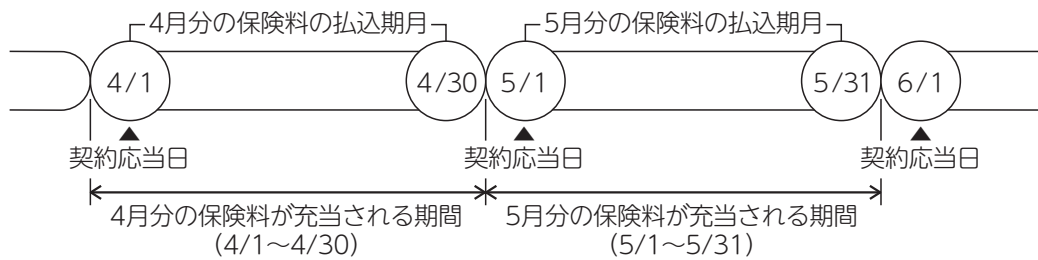 4月分の保険料の払込期月 5月分の保険料の払込期月
4/1 4/30 5/1 5/31 6/1
▲ ▲ ▲
契約応当日 契約応当日 契約応当日
4月分の保険料が充当される期間 5月分の保険料が充当される期間
(4/1〜4/30) (5/1〜5/31)